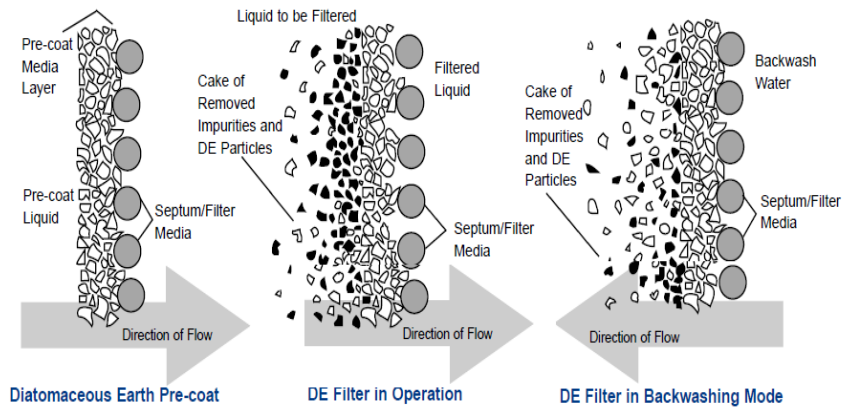 Pre-coat
Media
Layer
Pre-coat
Liquid
Septum/Filter
Media
Direction of Flow
Diatomaceous Earth Pre-coat
Liquid to be Filtered
Cake of
Removed
Impurities and
DE Particles
Filtered
Liquid
Septum/Filter
Media
Direction of Flow
DE Filter in Operation
Cake of
Removed
Impurities
and DE
Particles
Backwash
Water
Septum/Filter
Media
Direction of Flow
DE Filter in Backwashing Mode